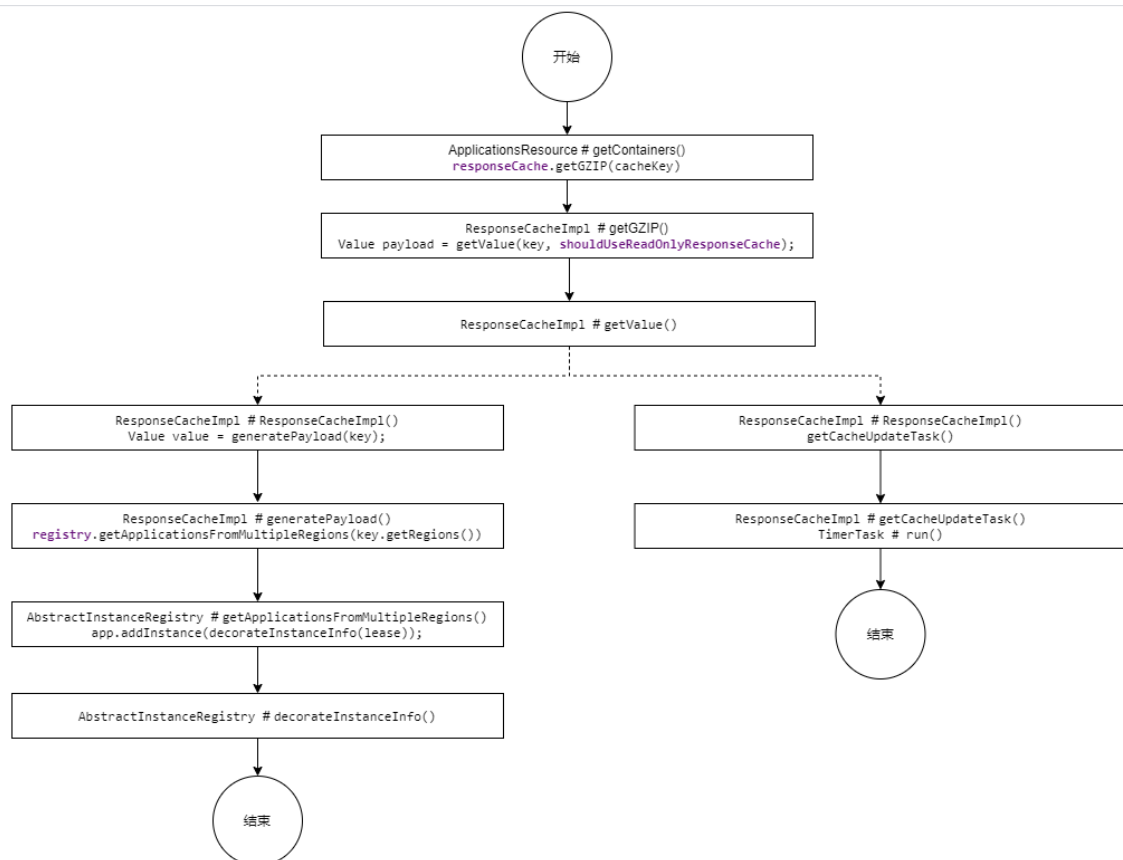 开始
ApplicationsResource # getContainers()
responseCache.getGZIP(cacheKey)
ResponseCacheImpl # getGZIP()
Value payload = getValue(key, shouldUseReadOnlyResponseCache);
ResponseCacheImpl # getValue()
ResponseCacheImpl # ResponseCacheImpl()
Value value = generatePayload(key);
ResponseCacheImpl # generatePayload()
registry.getApplicationsFromMultipleRegions(key.getRegions())
AbstractInstanceRegistry # getApplicationsFromMultipleRegions()
app.addInstance(decorateInstanceInfo(lease));
AbstractInstanceRegistry # decorateInstanceInfo()
结束
ResponseCacheImpl # ResponseCacheImpl()
getCacheUpdateTask()
ResponseCacheImpl # getCacheUpdateTask()
TimerTask # run()
结束